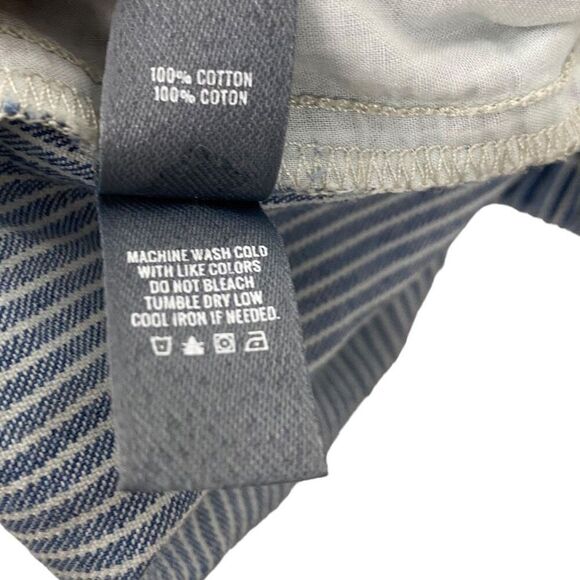 100% COTTON
100% COTON
MACHINE WASH COLD
WITH LIKE COLORS
DO NOT BLEACH
TUMBLE DRY LOW
COOL IRON IF NEEDED.